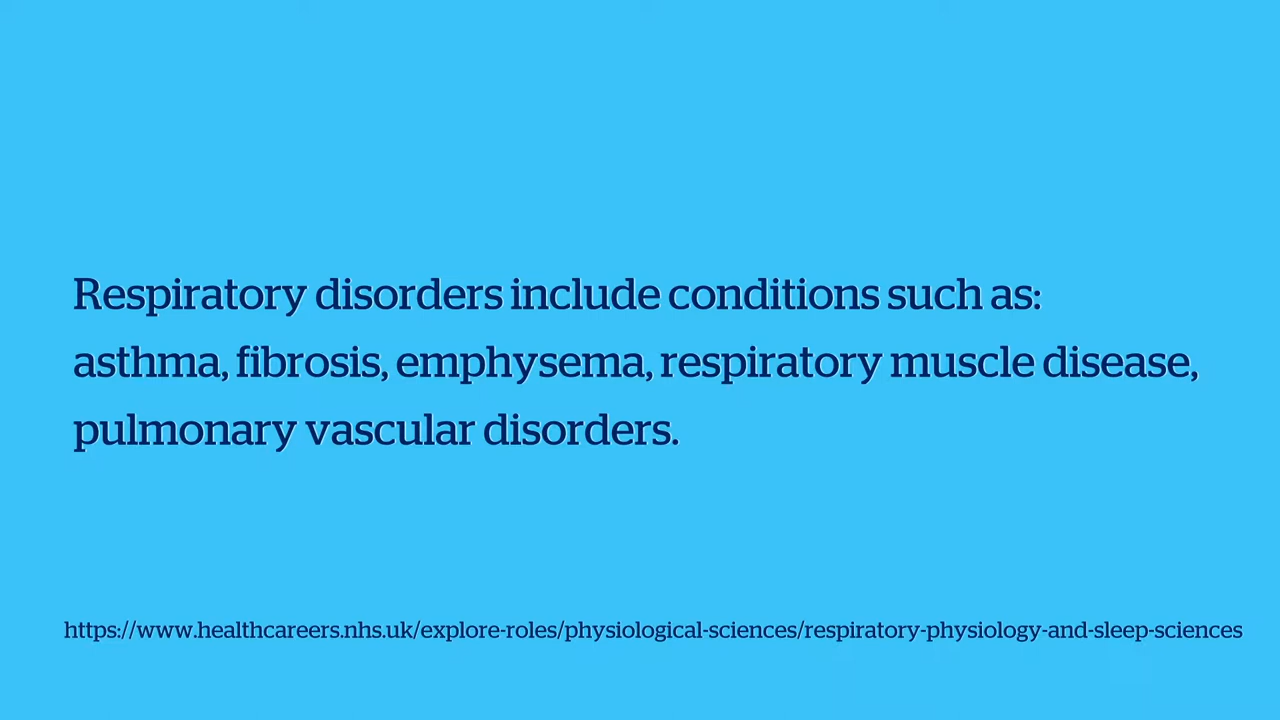 Respiratory disorders include conditions such as:
asthma, fibrosis, emphysema, respiratory muscle disease,
pulmonary vascular disorders.
https://www.healthcareers.nhs.uk/explore-roles/physiological-sciences/respiratory-physiology-and-sleep-sciences